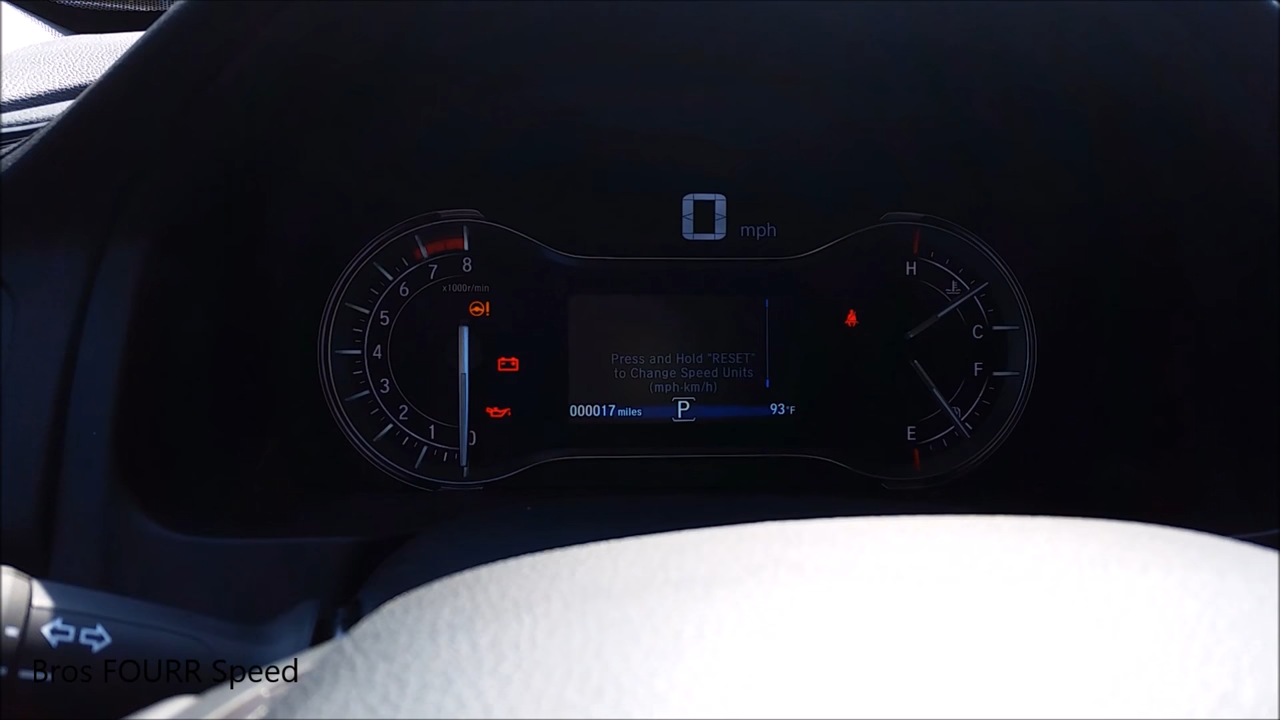 0 mph
8
7
6
x1000r/min
5
4
3
2
1
0
Press and Hold "RESET"
to Change Speed Units
(mph-km/h)
000017 miles P 93°F
H
C
F
E
Bros FOURR Speed